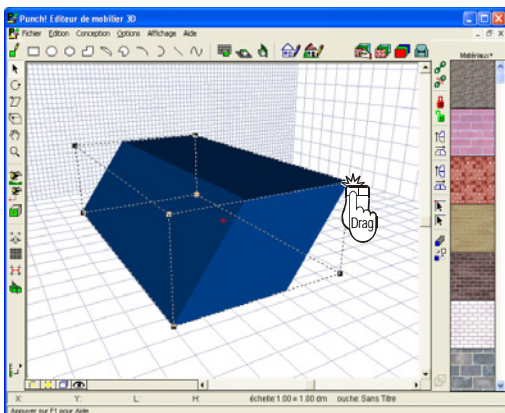 Punch! Editeur de mobilier 3D
Fichier Edition Conception Options Affichage Aide
Matériaux
Drag
X: Y: L: H: échelle:1.00 = 1.00 dm ouche: Sans Titre
Appuyer sur F1 pour Aide